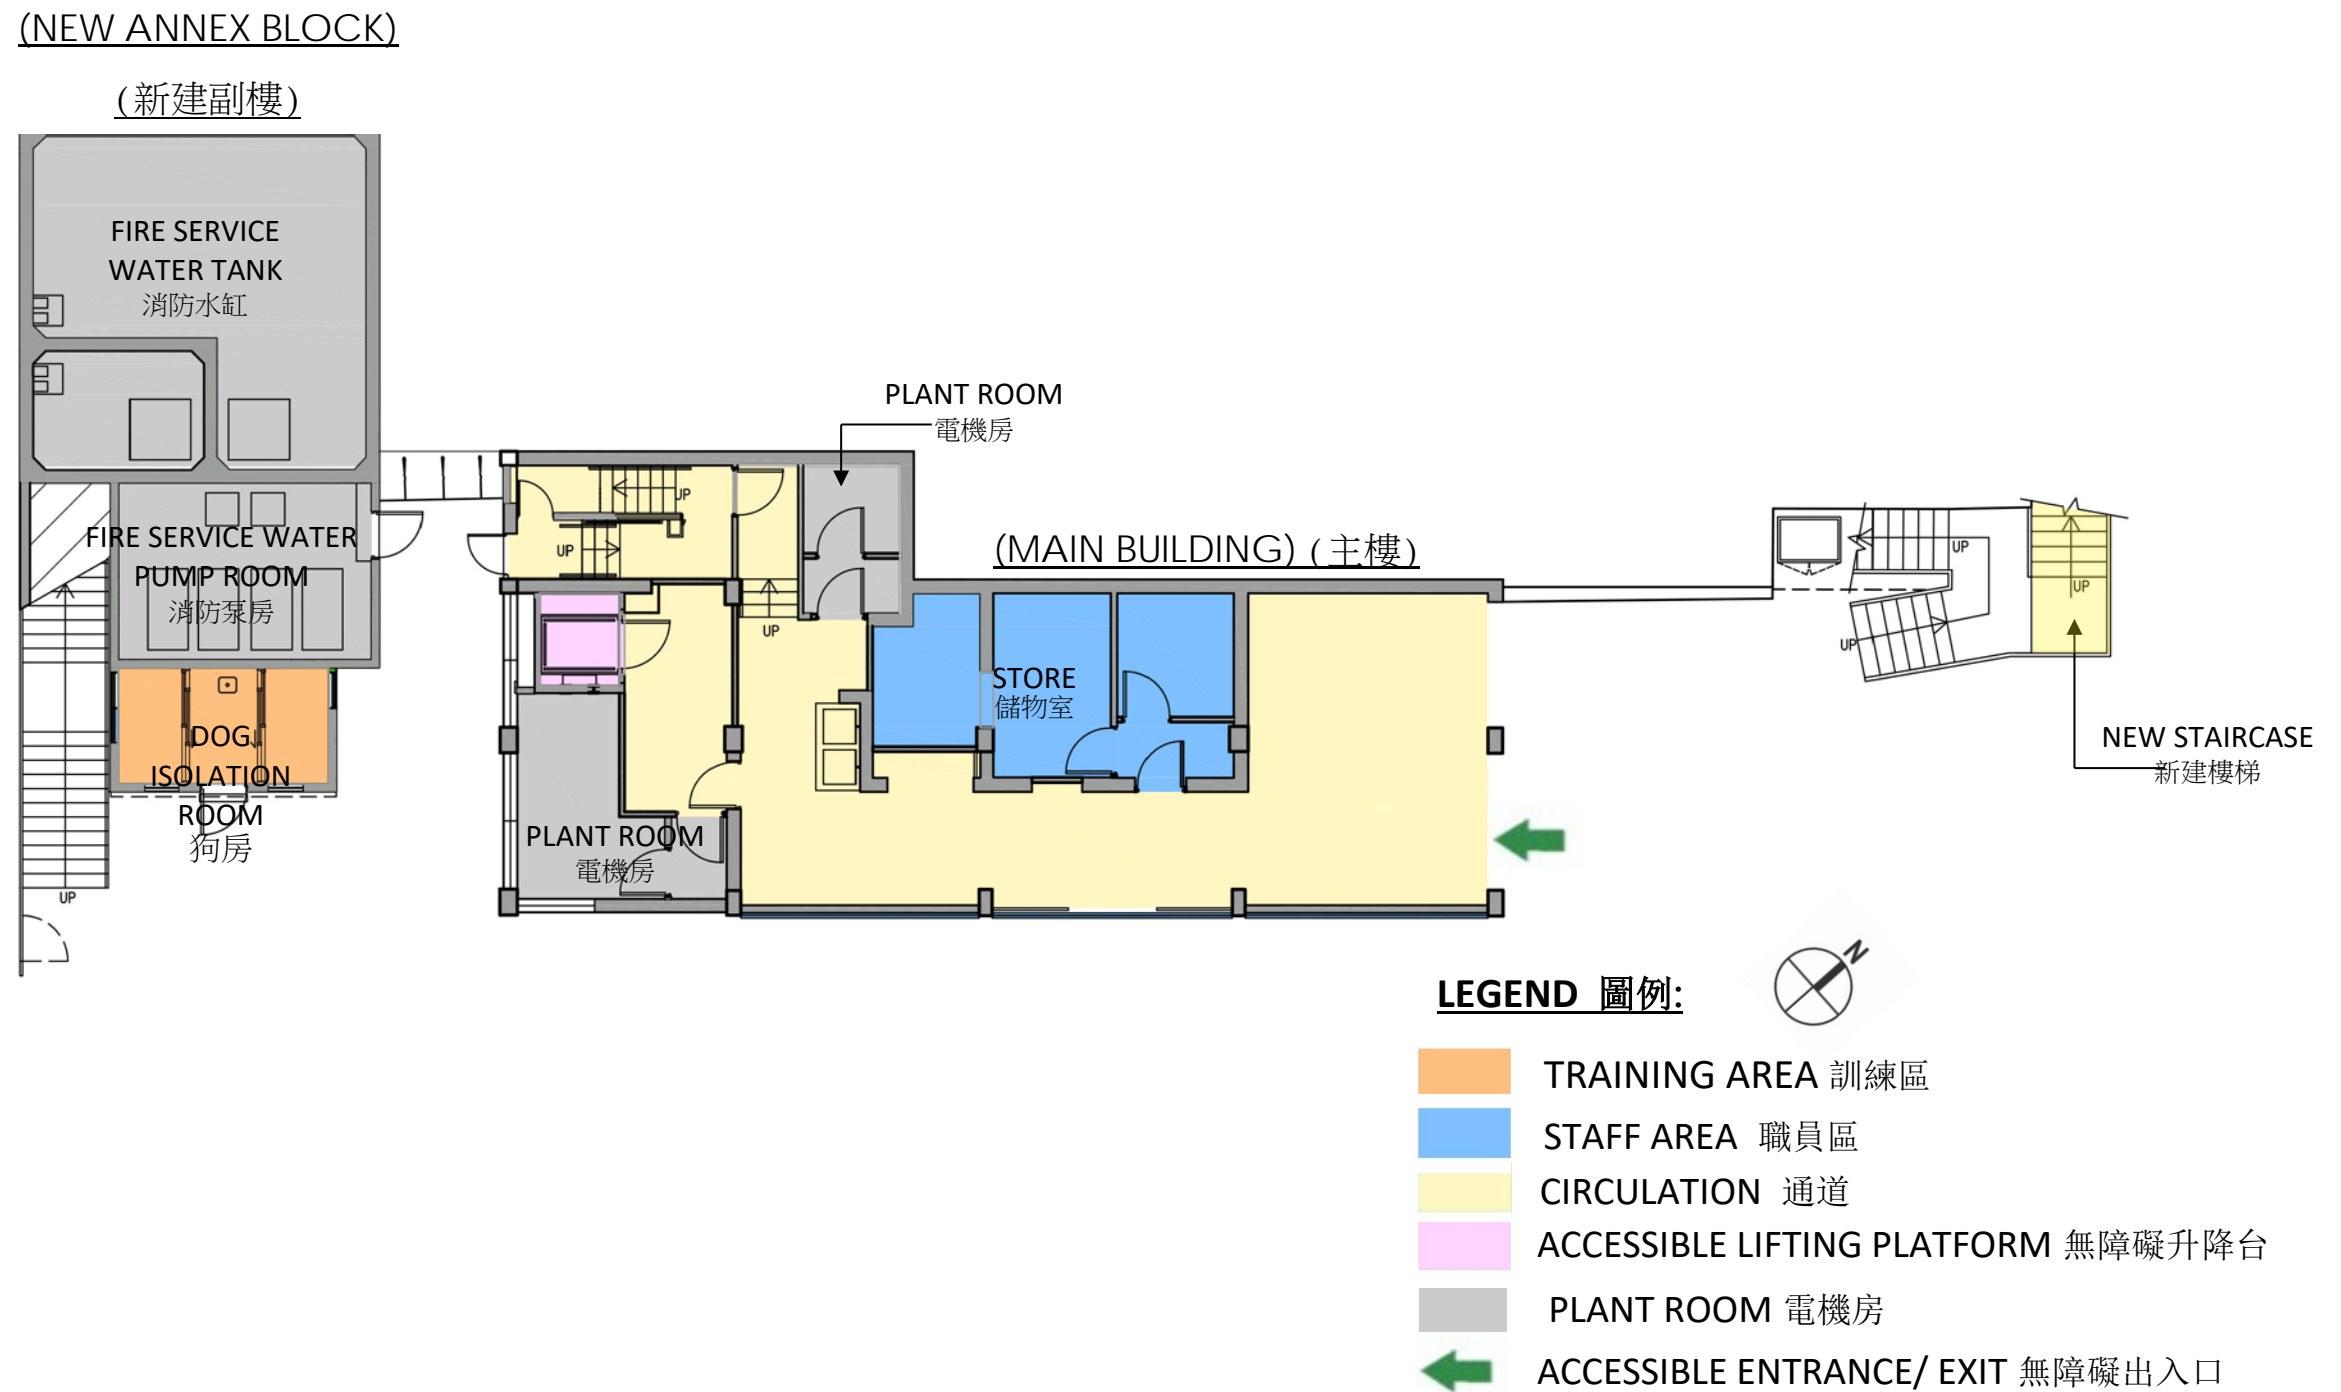 (NEW ANNEX BLOCK)
(新建副樓)
FIRE SERVICE
WATER TANK
消防水缸
PLANT ROOM
電機房
UP
FIRE SERVICE WATER
PUMP ROOM
消防泵房
UP
(MAIN BUILDING) (主樓)
UP
UP
UP
UP
UP
STORE
儲物室
DOG
ISOLATION
ROOM
狗房
NEW STAIRCASE
新建樓梯
PLANT ROOM
電機房
UP
N
LEGEND 圖例:
TRAINING AREA 訓練區
STAFF AREA 職員區
CIRCULATION 通道
ACCESSIBLE LIFTING PLATFORM 無障礙升降台
PLANT ROOM 電機房
ACCESSIBLE ENTRANCE/ EXIT 無障礙出入口